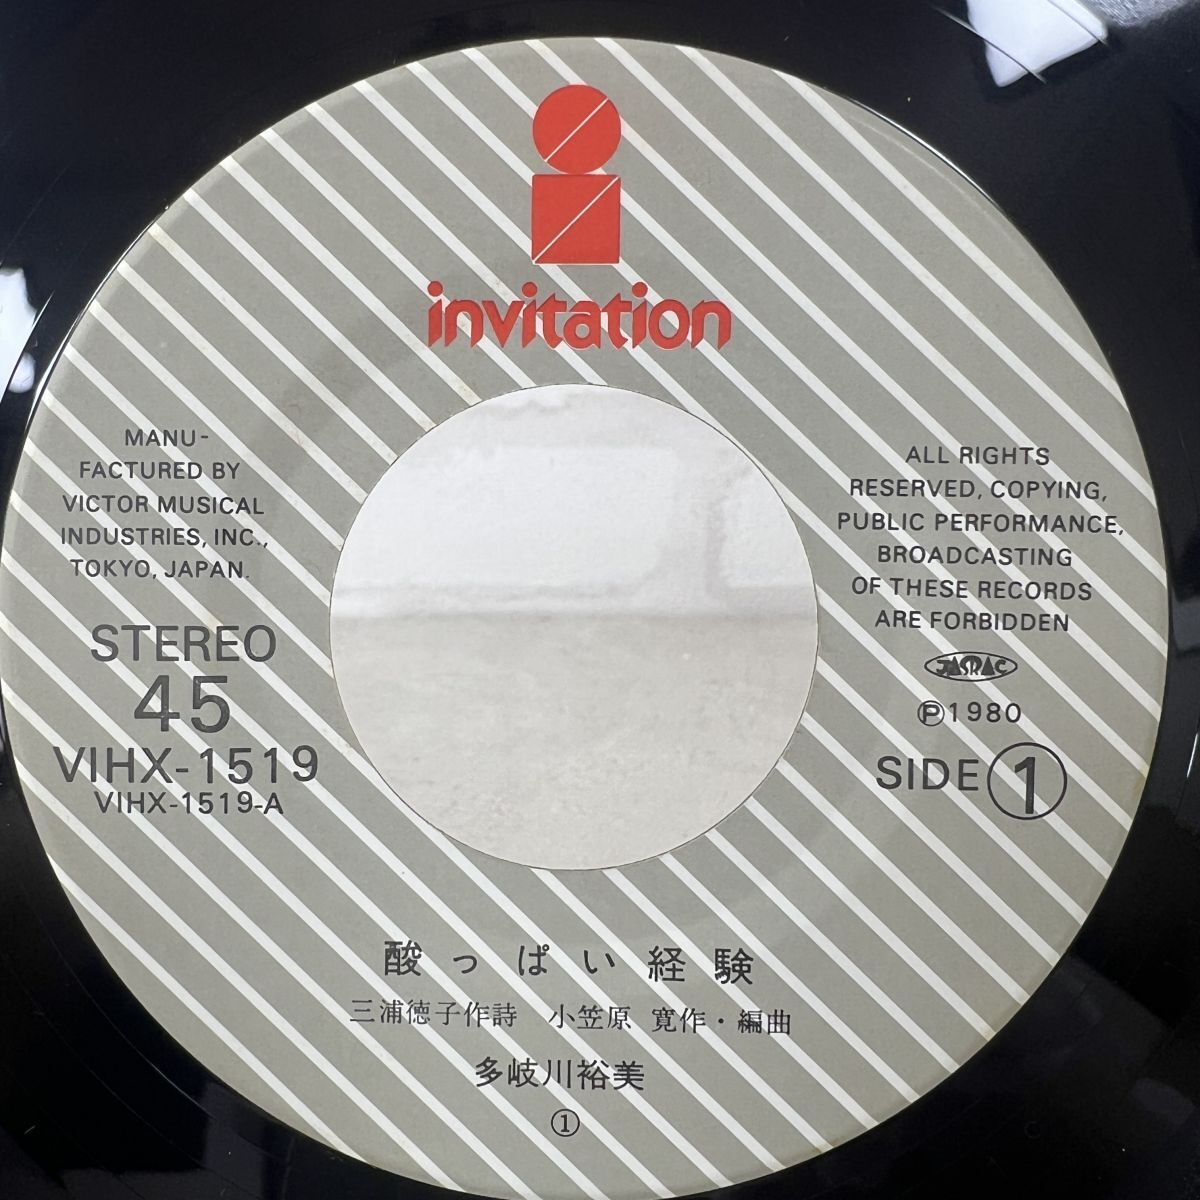 invitation
MANU-
FACTURED BY
VICTOR MUSICAL
INDUSTRIES, INC.,
TOKYO, JAPAN.
STEREO
45
VIHX-1519
VIHX-1519-A
ALL RIGHTS
RESERVED, COPYING,
PUBLIC PERFORMANCE,
BROADCASTING
OF THESE RECORDS
ARE FORBIDDEN
JASRAC
Ⓟ1980
SIDE ①
酸っぱい経験
三浦徳子作詩 小笠原 寛作・編曲
多岐川裕美
①